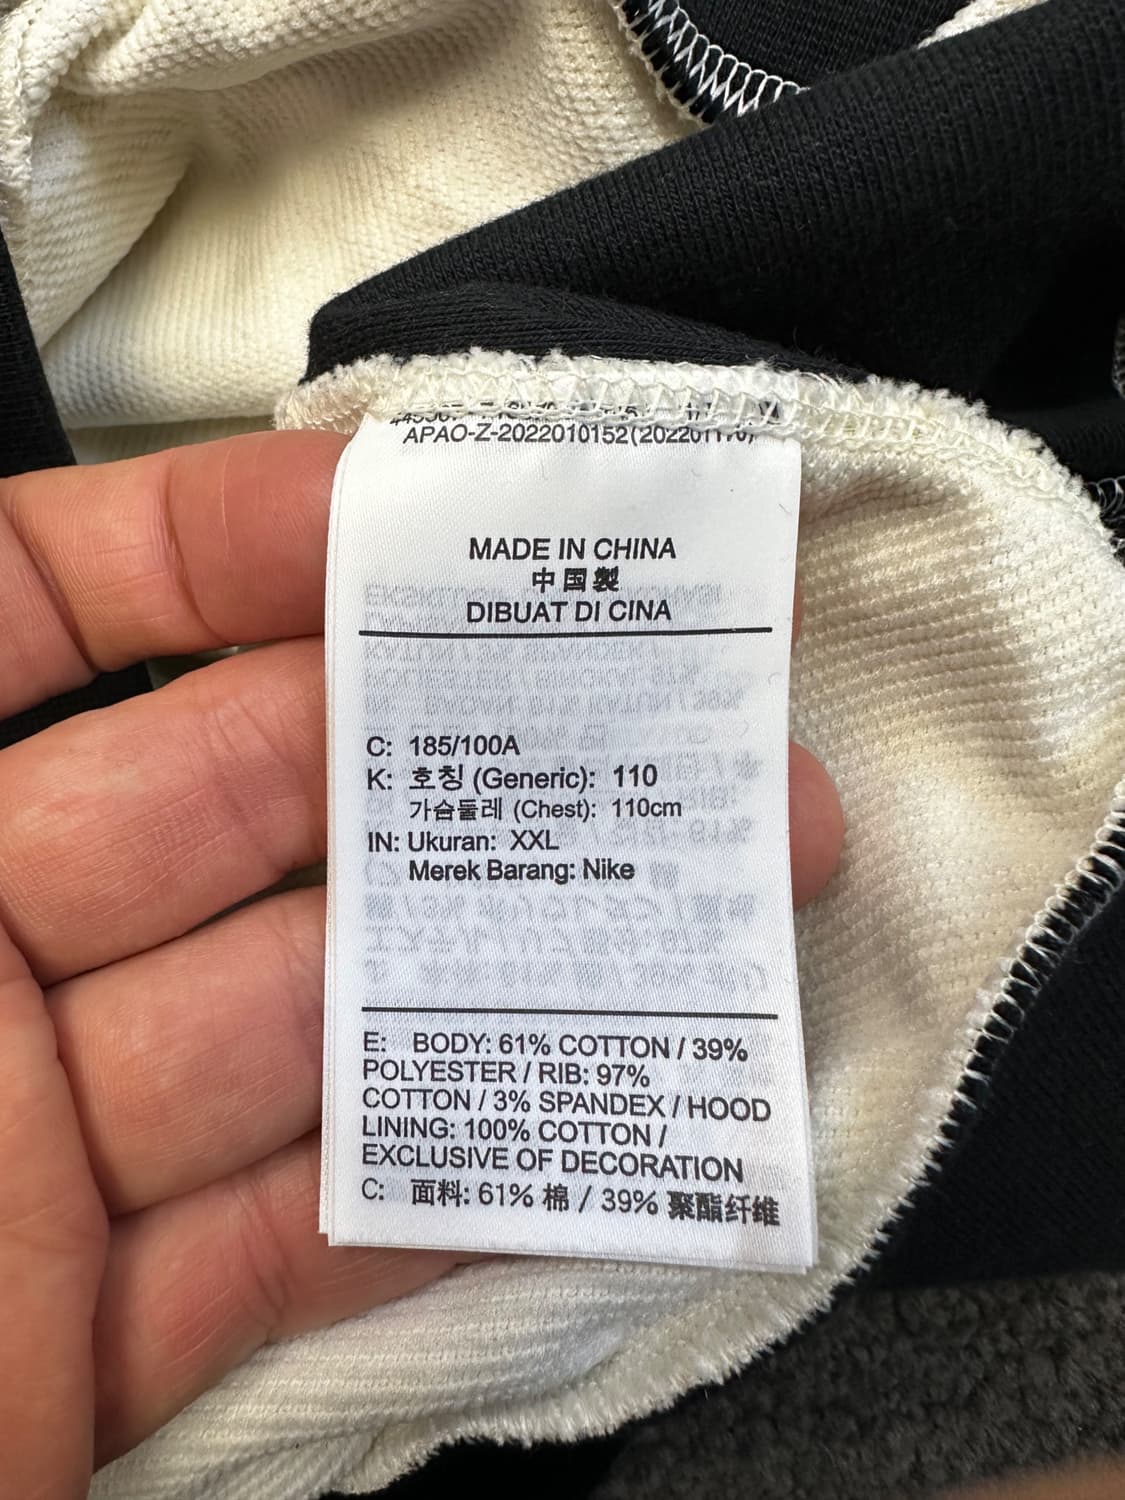 APAO-Z-2022010152(202201170)
MADE IN CHINA
中国製
DIBUAT DI CINA
C: 185/100A
K: 호칭 (Generic): 110
가슴둘레 (Chest): 110cm
IN: Ukuran: XXL
Merek Barang: Nike
E: BODY: 61% COTTON / 39%
POLYESTER / RIB: 97%
COTTON / 3% SPANDEX / HOOD
LINING: 100% COTTON /
EXCLUSIVE OF DECORATION
C: 面料: 61% 棉 / 39% 聚酯纤维